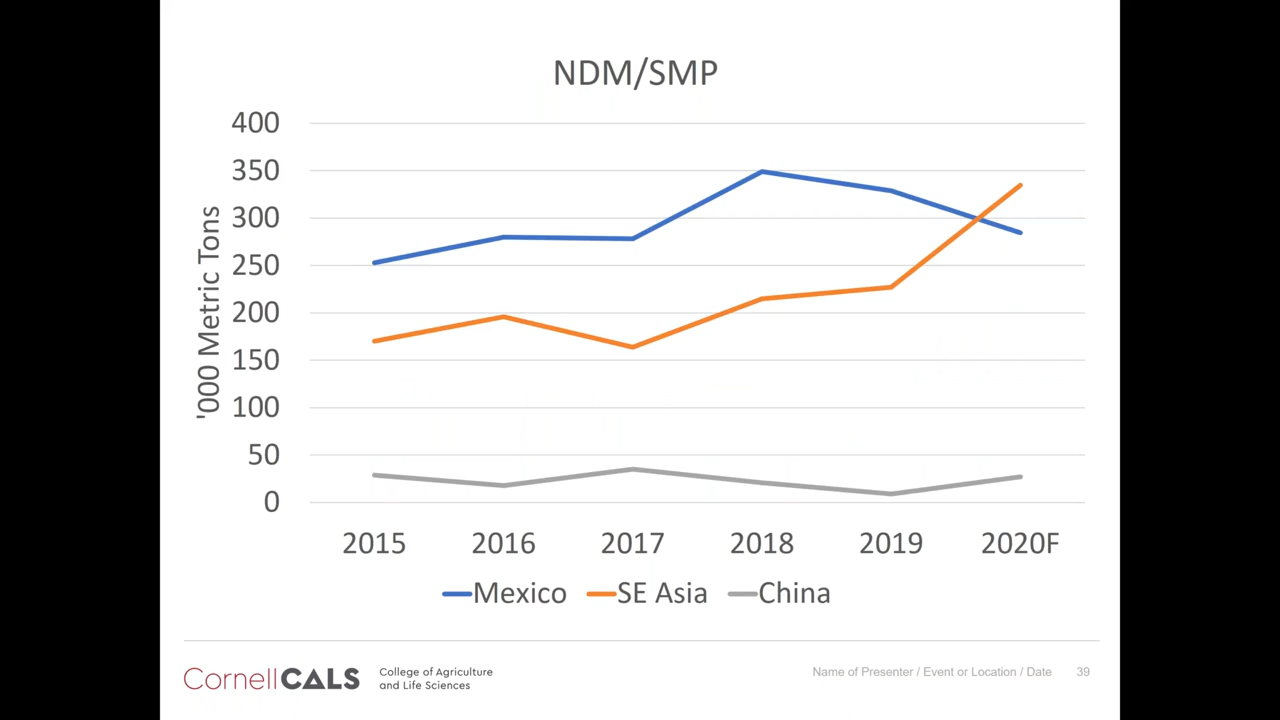 NDM/SMP
'000 Metric Tons
400
350
300
250
200
150
100
50
0
2015 2016 2017 2018 2019 2020F
Mexico SE Asia China
CornellCALS
College of Agriculture
and Life Sciences
Name of Presenter / Event or Location / Date 39